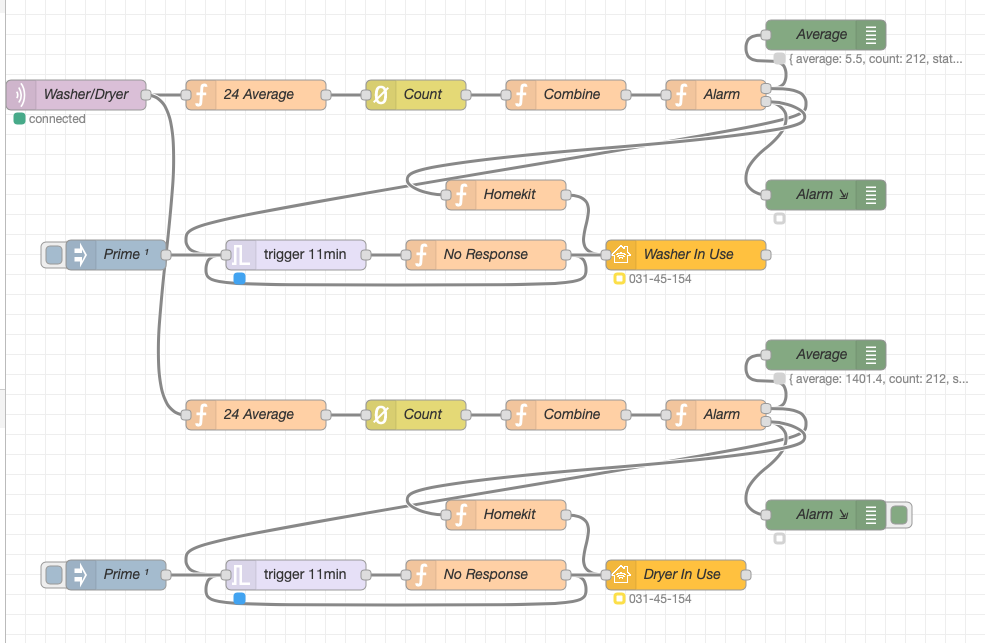 Average
{ average: 5.5, count: 212, stat...
Washer/Dryer
24 Average
Count
Combine
Alarm
connected
Homekit
Alarm ⇲
Prime ¹
trigger 11min
No Response
Washer In Use
031-45-154
Average
{ average: 1401.4, count: 212, s...
24 Average
Count
Combine
Alarm
Homekit
Alarm ⇲
Prime ¹
trigger 11min
No Response
Dryer In Use
031-45-154